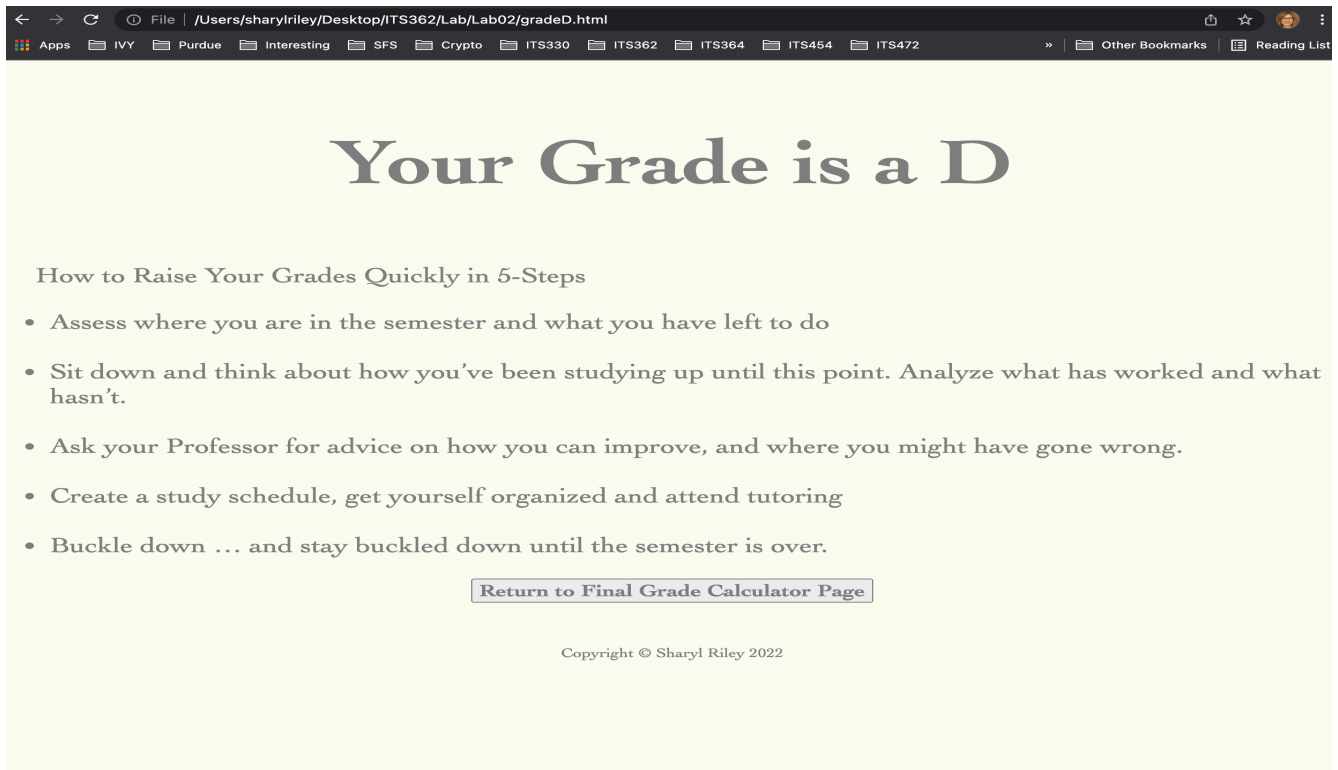 File | /Users/sharylriley/Desktop/ITS362/Lab/Lab02/gradeD.html
Apps IVY Purdue Interesting SFS Crypto ITS330 ITS362 ITS364 ITS454 ITS472 » Other Bookmarks Reading List
Your Grade is a D
How to Raise Your Grades Quickly in 5-Steps
• Assess where you are in the semester and what you have left to do
• Sit down and think about how you've been studying up until this point. Analyze what has worked and what
hasn't.
• Ask your Professor for advice on how you can improve, and where you might have gone wrong.
• Create a study schedule, get yourself organized and attend tutoring
• Buckle down … and stay buckled down until the semester is over.
Return to Final Grade Calculator Page
Copyright © Sharyl Riley 2022